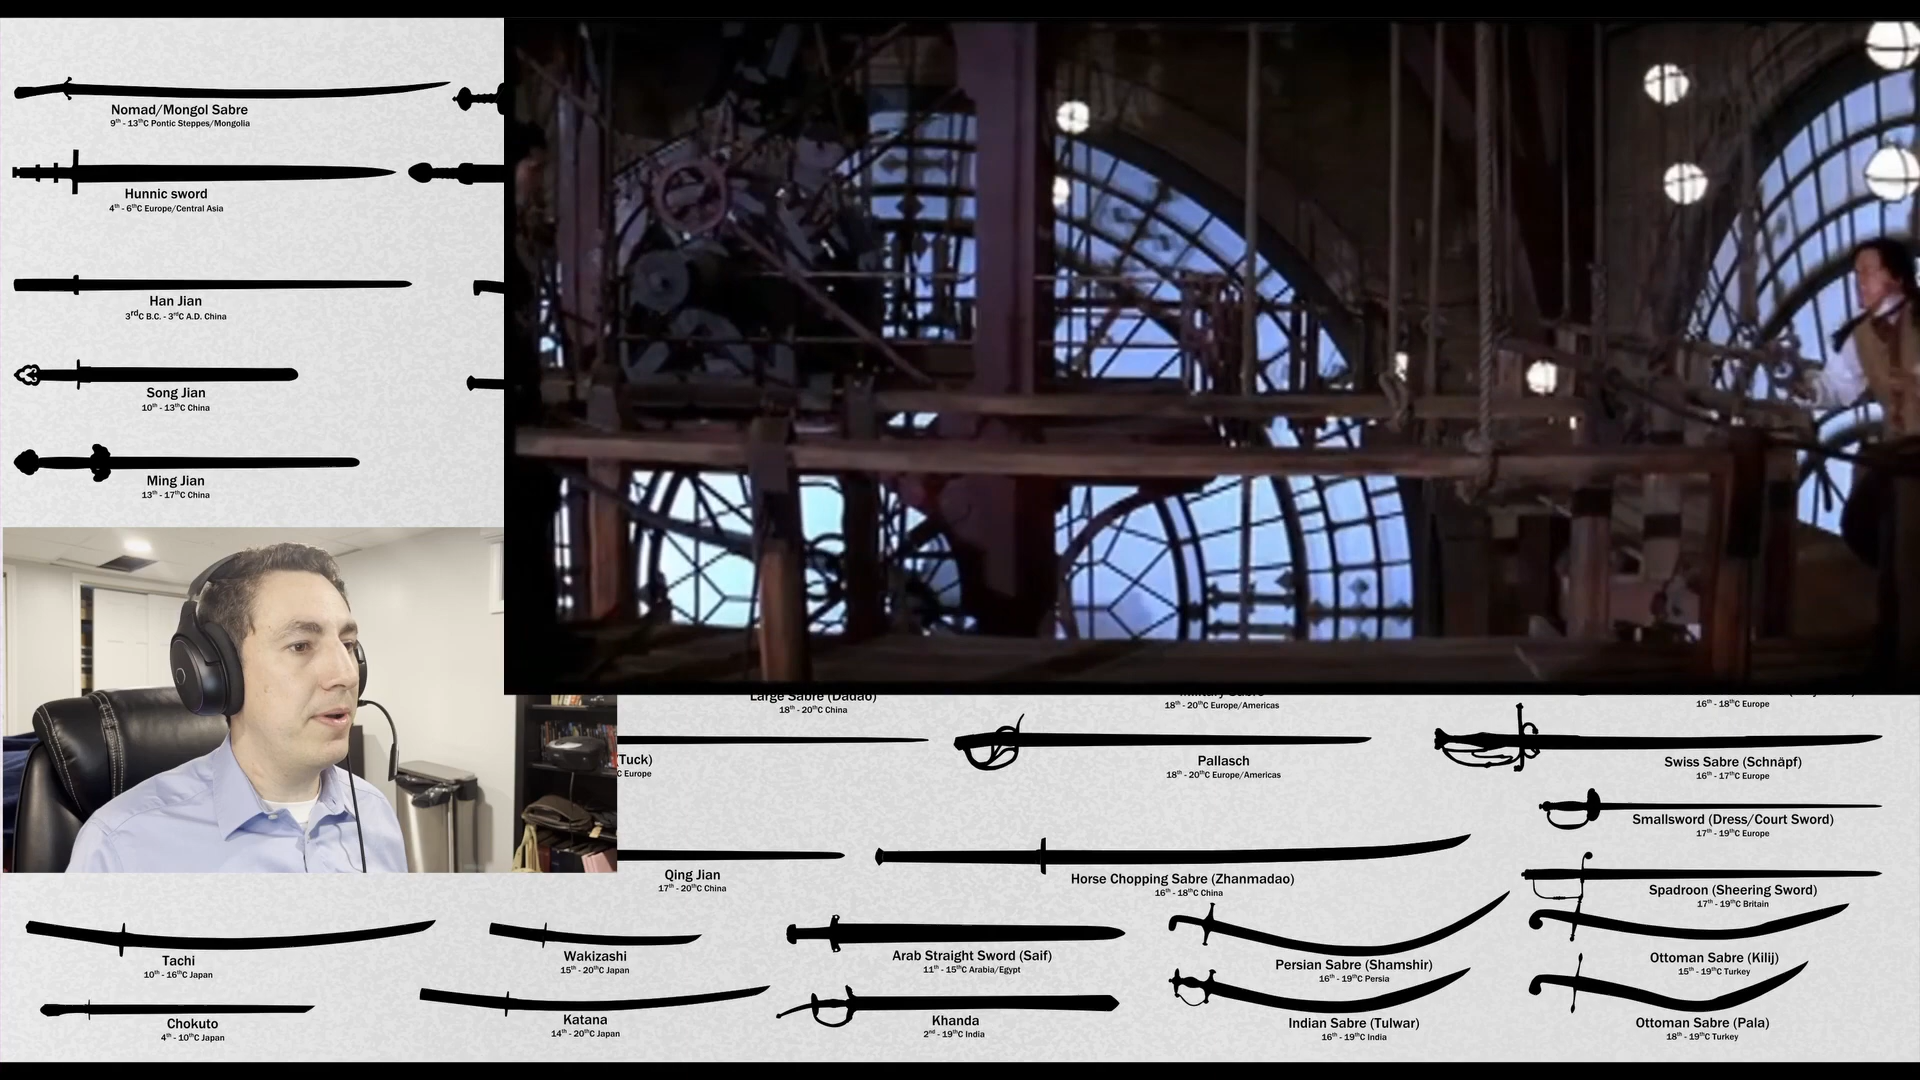 Nomad/Mongol Sabre
9th - 13thC Pontic Steppes/Mongolia
Hunnic sword
4th - 6thC Europe/Central Asia
Han Jian
3rdC B.C. - 3rdC A.D. China
Song Jian
10th - 13thC China
Ming Jian
13th - 17thC China
Large Sabre (Dadao)
18th - 20thC China
Military Sabre
18th - 20thC Europe/Americas
16th - 18thC Europe
(Tuck)
C Europe
Pallasch
18th - 20thC Europe/Americas
Swiss Sabre (Schnäpf)
16th - 17thC Europe
Smallsword (Dress/Court Sword)
17th - 19thC Europe
Qing Jian
17th - 20thC China
Horse Chopping Sabre (Zhanmadao)
16th - 18thC China
Spadroon (Sheering Sword)
17th - 19thC Britain
Tachi
10th - 16thC Japan
Wakizashi
15th - 20thC Japan
Arab Straight Sword (Saif)
11th - 15thC Arabia/Egypt
Persian Sabre (Shamshir)
16th - 19thC Persia
Ottoman Sabre (Kilij)
15th - 19thC Turkey
Chokuto
4th - 10thC Japan
Katana
14th - 20thC Japan
Khanda
2nd - 19thC India
Indian Sabre (Tulwar)
16th - 19thC India
Ottoman Sabre (Pala)
18th - 19thC Turkey